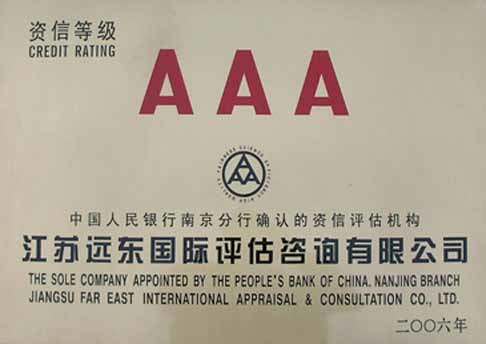 资信等级
CREDIT RATING
AAA
中国人民银行南京分行确认的资信评估机构
江苏远东国际评估咨询有限公司
THE SOLE COMPANY APPOINTED BY THE PEOPLE'S BANK OF CHINA. NANJING BRANCH
JIANGSU FAR EAST INTERNATIONAL APPRAISAL & CONSULTATION CO., LTD.
二〇〇六年